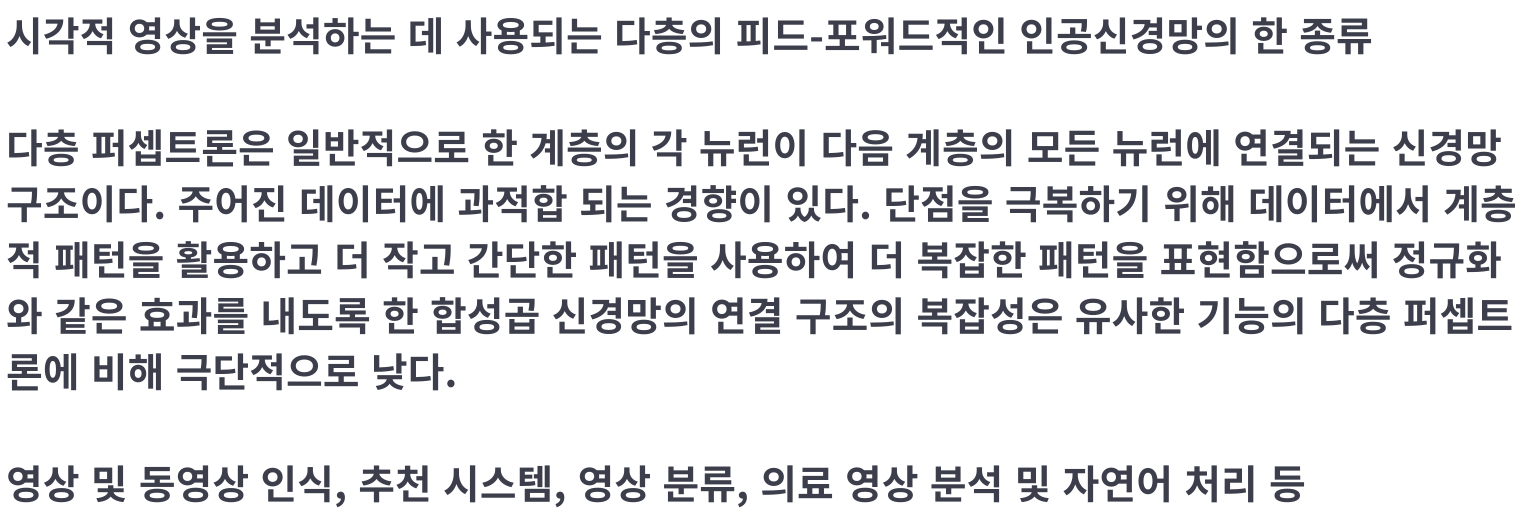 시각적 영상을 분석하는 데 사용되는 다층의 피드-포워드적인 인공신경망의 한 종류
다층 퍼셉트론은 일반적으로 한 계층의 각 뉴런이 다음 계층의 모든 뉴런에 연결되는 신경망
구조이다. 주어진 데이터에 과적합 되는 경향이 있다. 단점을 극복하기 위해 데이터에서 계층
적 패턴을 활용하고 더 작고 간단한 패턴을 사용하여 더 복잡한 패턴을 표현함으로써 정규화
와 같은 효과를 내도록 한 합성곱 신경망의 연결 구조의 복잡성은 유사한 기능의 다층 퍼셉트
론에 비해 극단적으로 낮다.
영상 및 동영상 인식, 추천 시스템, 영상 분류, 의료 영상 분석 및 자연어 처리 등